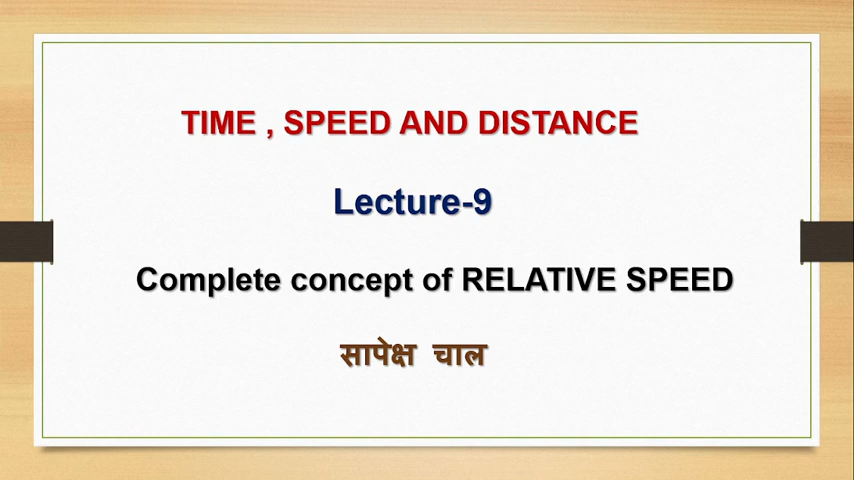 TIME , SPEED AND DISTANCE
Lecture-9
Complete concept of RELATIVE SPEED
सापेक्ष चाल